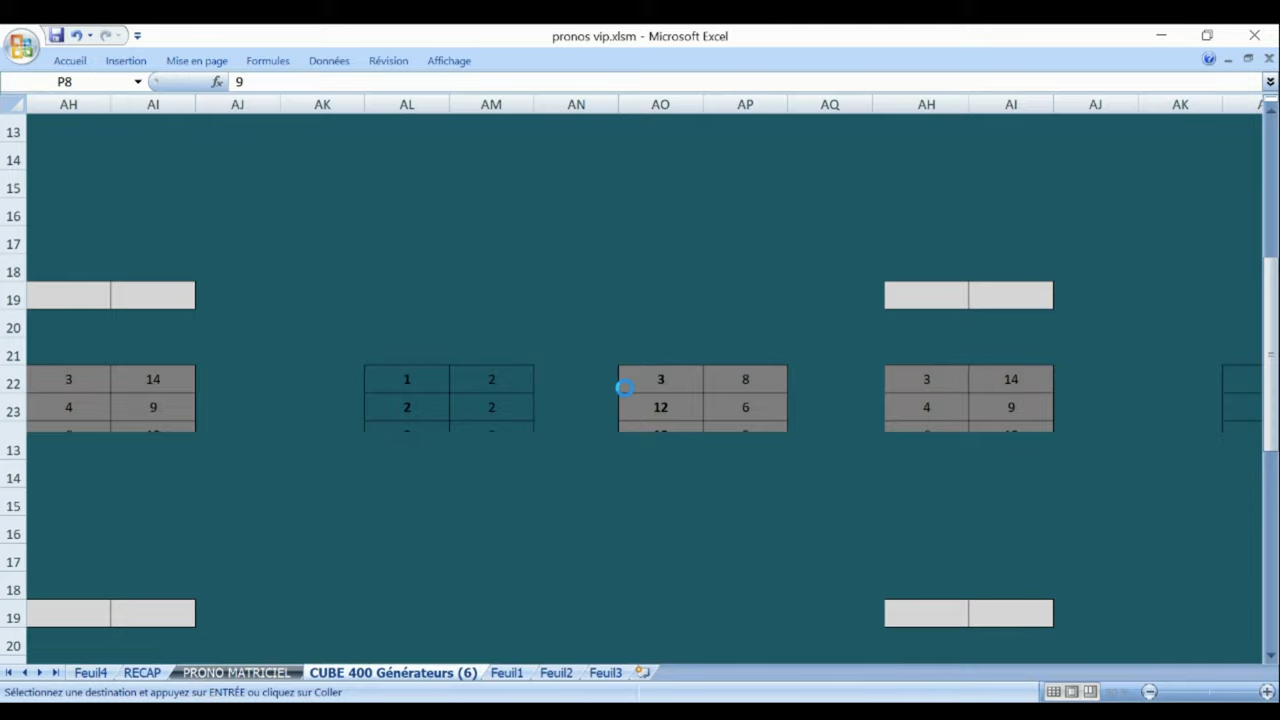 pronos vip.xlsm - Microsoft Excel
Accueil Insertion Mise en page Formules Données Révision Affichage
P8 fx 9
AH AI AJ AK AL AM AN AO AP AQ AH AI AJ AK
13
14
15
16
17
18
19
20
21
22 3 14 1 2 3 8 3 14
23 4 9 2 2 12 6 4 9
13
14
15
16
17
18
19
20
Feuil4 RECAP PRONO MATRICIEL CUBE 400 Générateurs (6) Feuil1 Feuil2 Feuil3
Sélectionnez une destination et appuyez sur ENTRÉE ou cliquez sur Coller